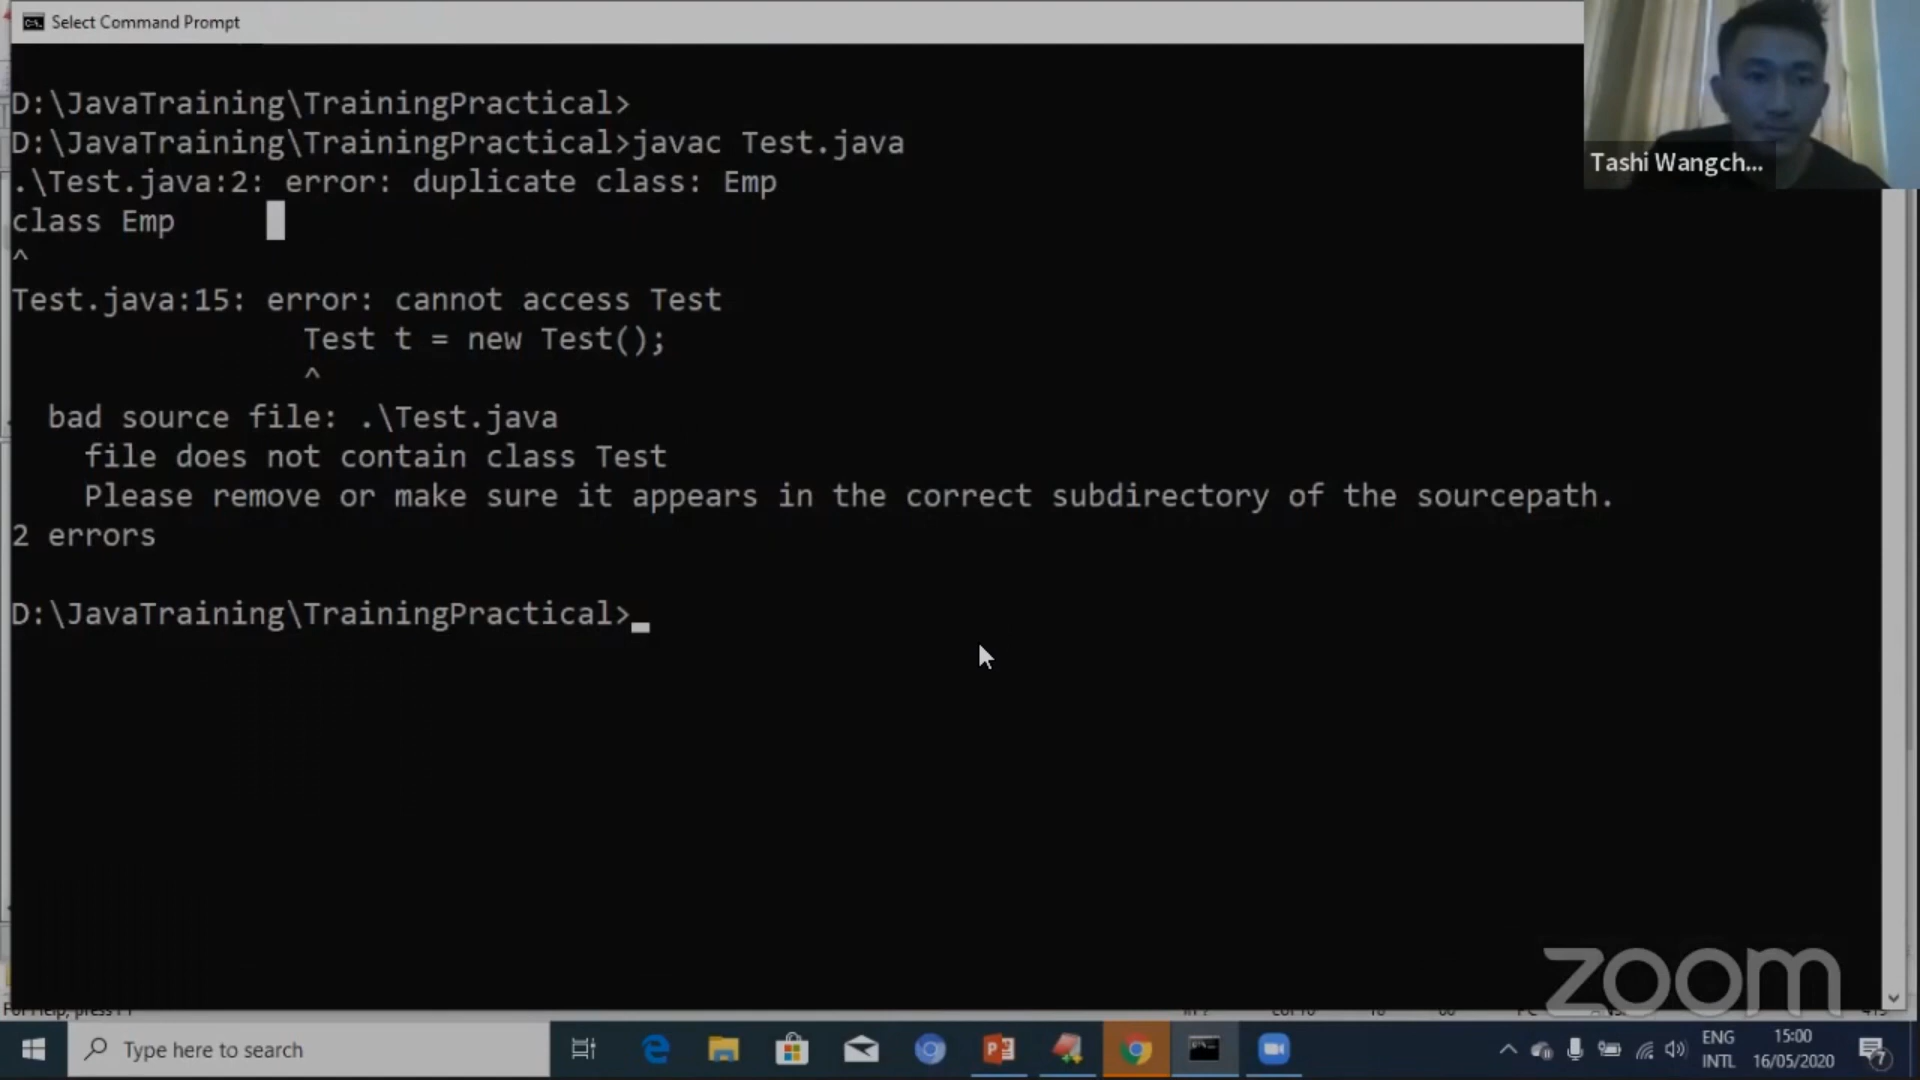 Select Command Prompt
D:\JavaTraining\TrainingPractical>
D:\JavaTraining\TrainingPractical>javac Test.java
.\Test.java:2: error: duplicate class: Emp
class Emp
^
Test.java:15: error: cannot access Test
Test t = new Test();
^
bad source file: .\Test.java
file does not contain class Test
Please remove or make sure it appears in the correct subdirectory of the sourcepath.
2 errors
D:\JavaTraining\TrainingPractical>
Tashi Wangch...
zoom
Type here to search
ENG
INTL
15:00
16/05/2020
7